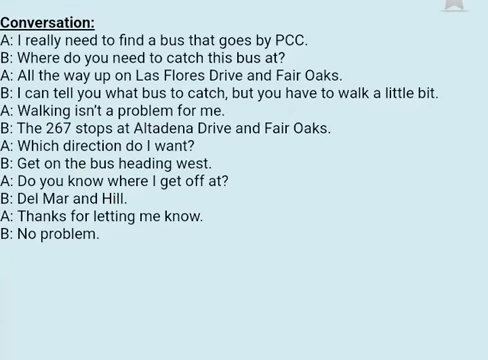 Conversation:
A: I really need to find a bus that goes by PCC.
B: Where do you need to catch this bus at?
A: All the way up on Las Flores Drive and Fair Oaks.
B: I can tell you what bus to catch, but you have to walk a little bit.
A: Walking isn’t a problem for me.
B: The 267 stops at Altadena Drive and Fair Oaks.
A: Which direction do I want?
B: Get on the bus heading west.
A: Do you know where I get off at?
B: Del Mar and Hill.
A: Thanks for letting me know.
B: No problem.